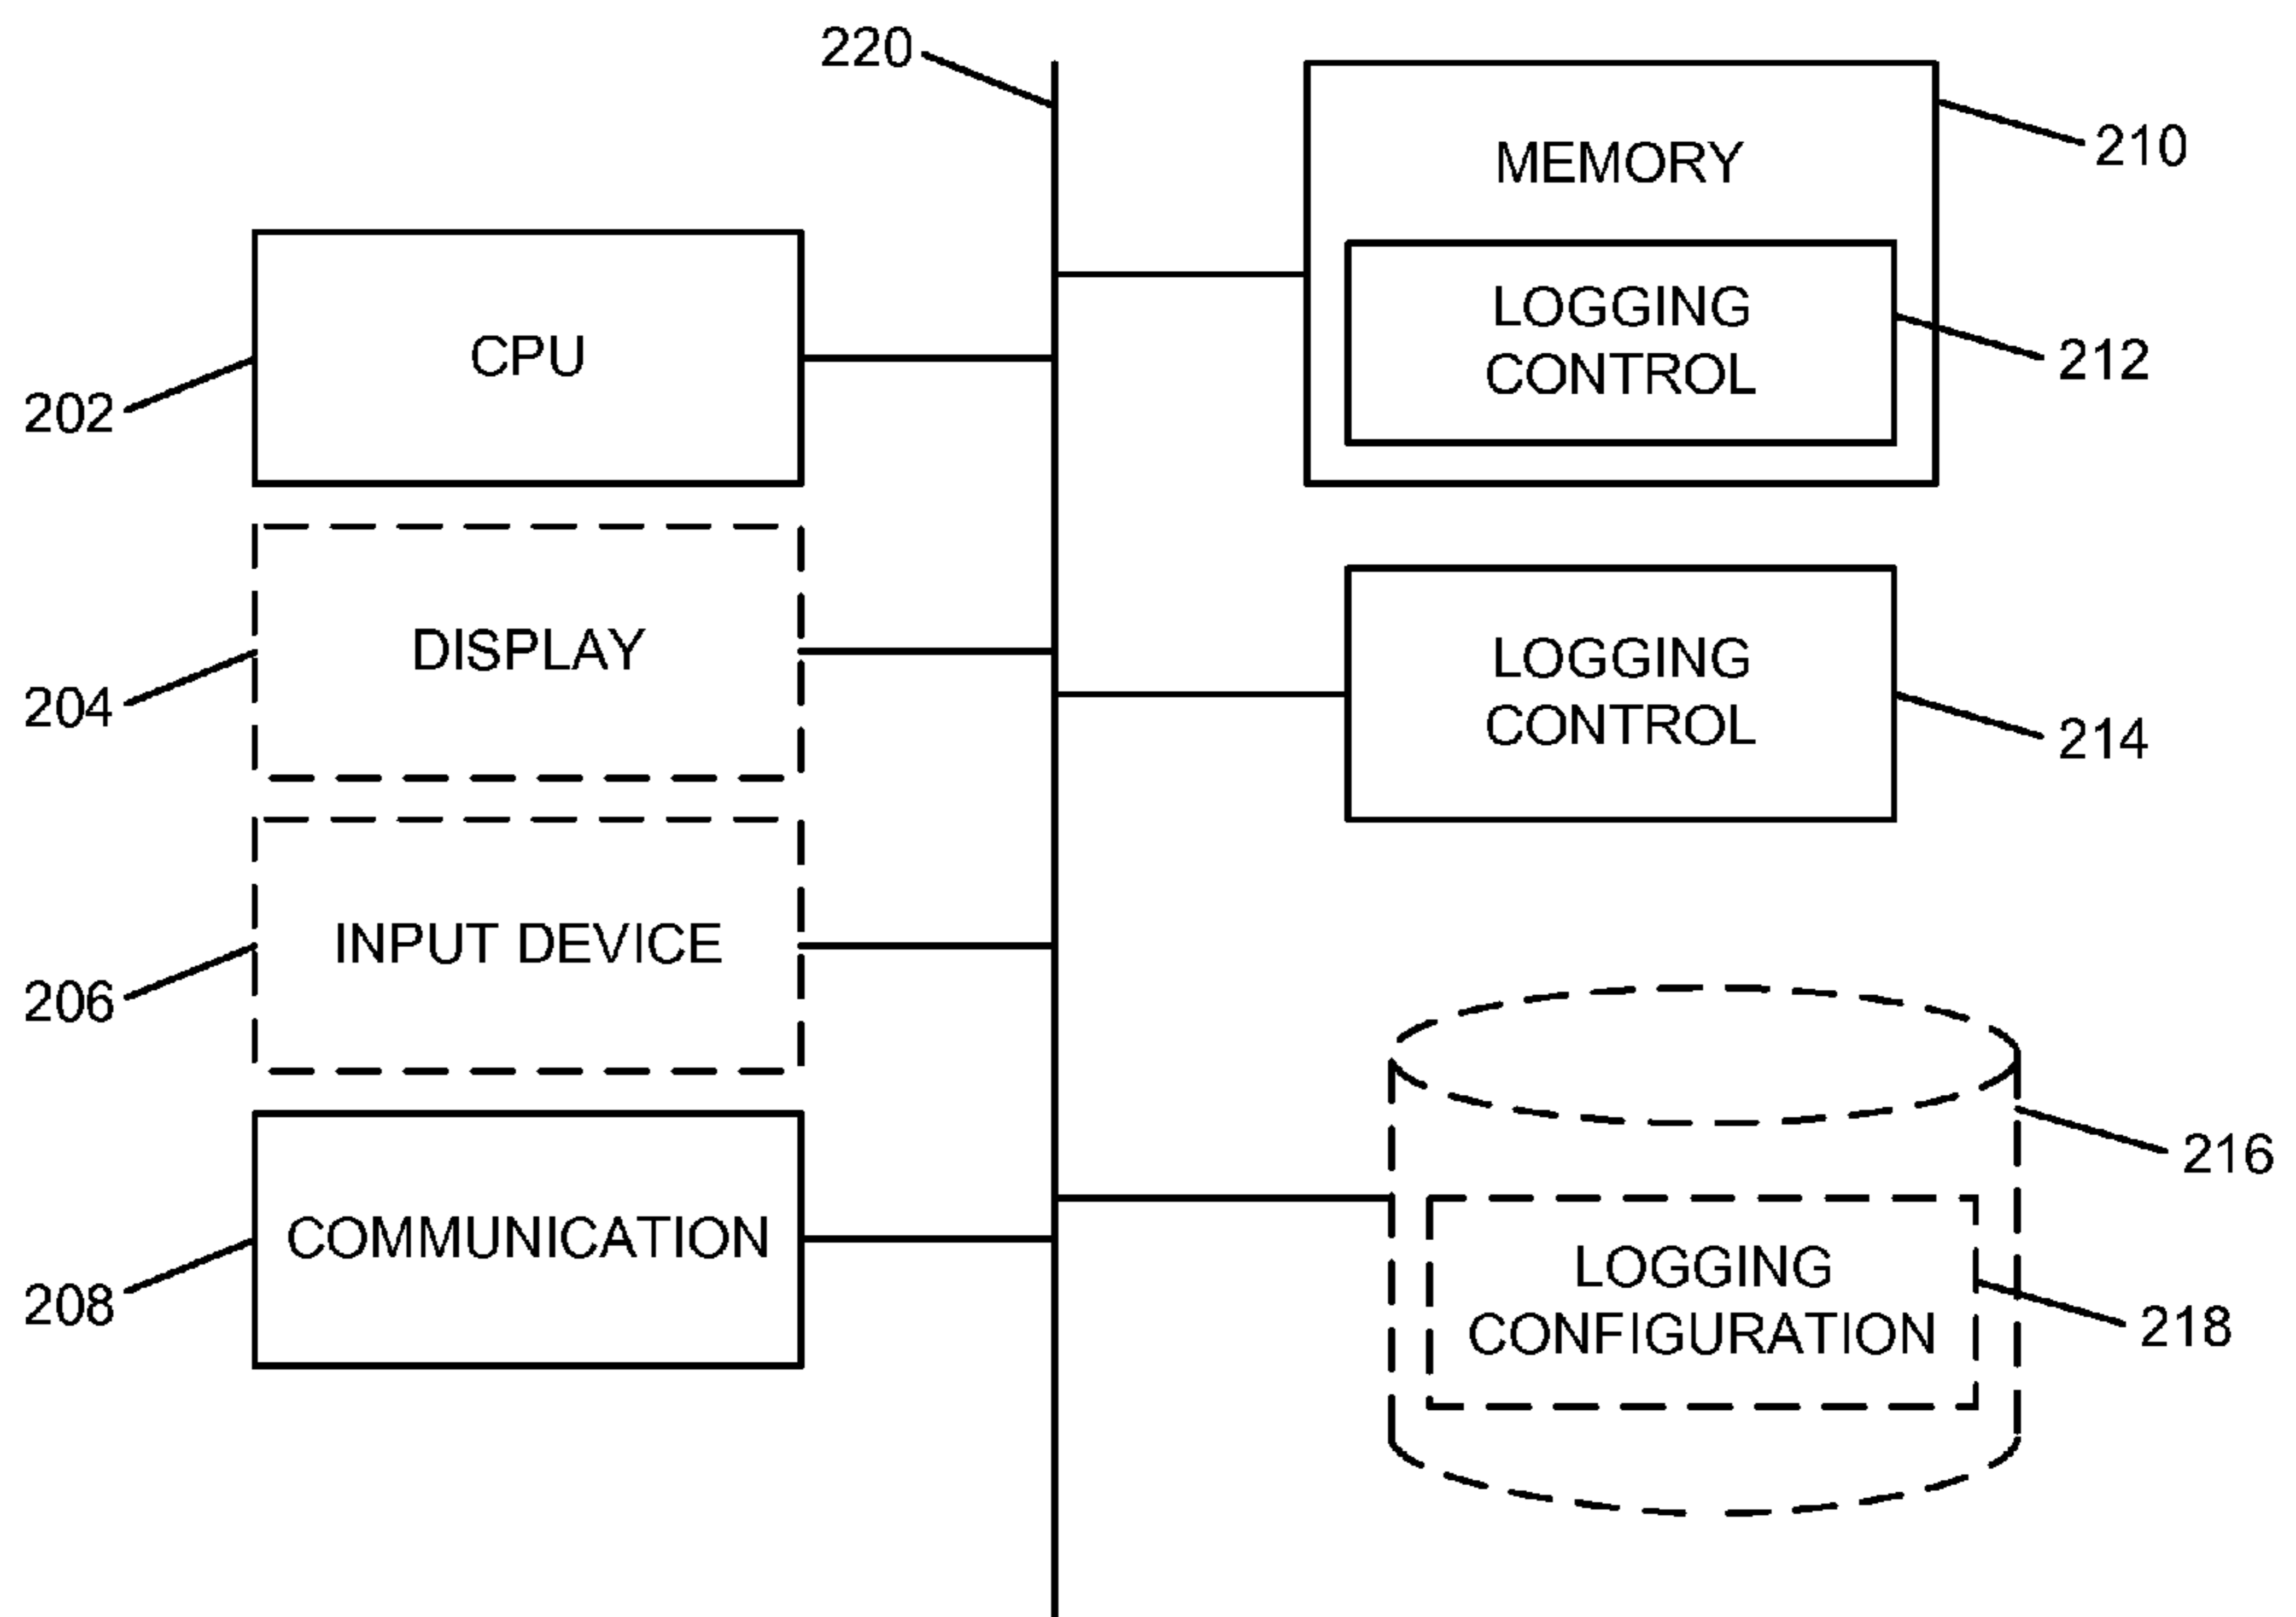 220
MEMORY
210
LOGGING
CONTROL
212
CPU
202
DISPLAY
204
LOGGING
CONTROL
214
INPUT DEVICE
206
COMMUNICATION
208
216
LOGGING
CONFIGURATION
218